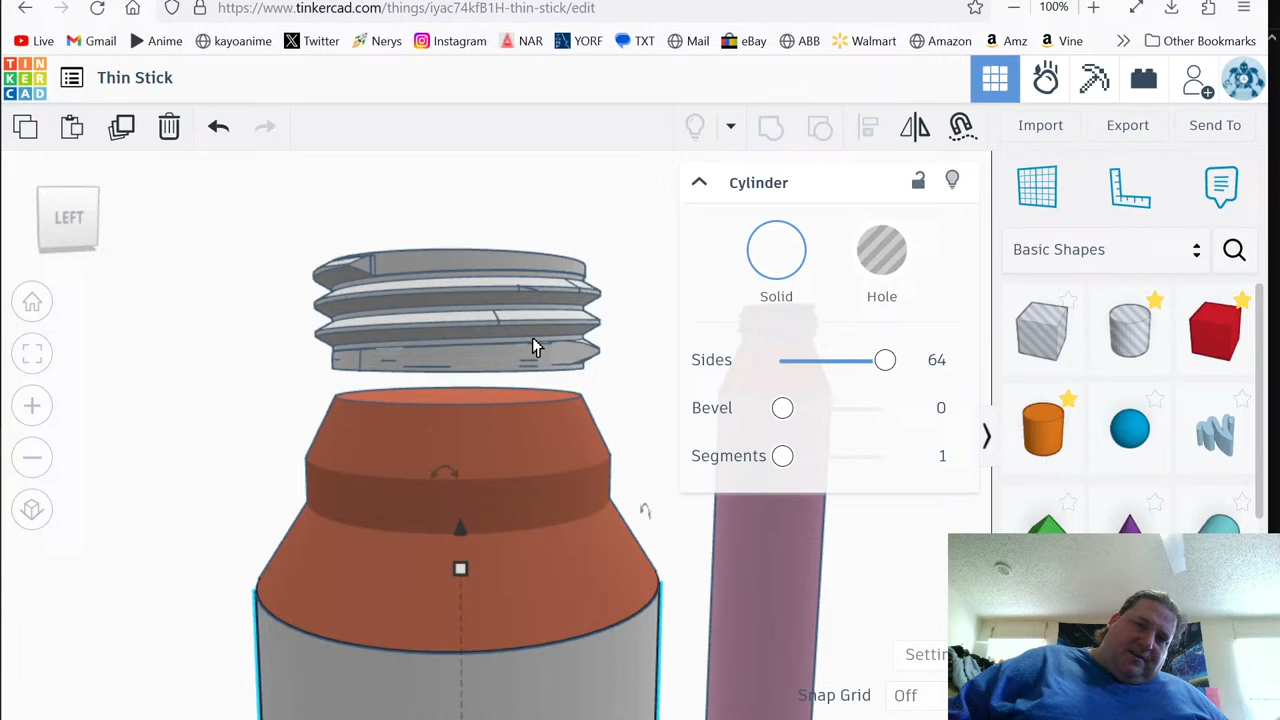 https://www.tinkercad.com/things/iyac74kfB1H-thin-stick/edit
100%
Live
Gmail
Anime
kayoanime
Twitter
Nerys
Instagram
NAR
YORF
TXT
Mail
eBay
ABB
Walmart
Amazon
Amz
Vine
Other Bookmarks
TIN
KER
CAD
Thin Stick
Import
Export
Send To
LEFT
Cylinder
Solid
Hole
Sides
64
Bevel
0
Segments
1
Basic Shapes
Settin
Snap Grid
Off